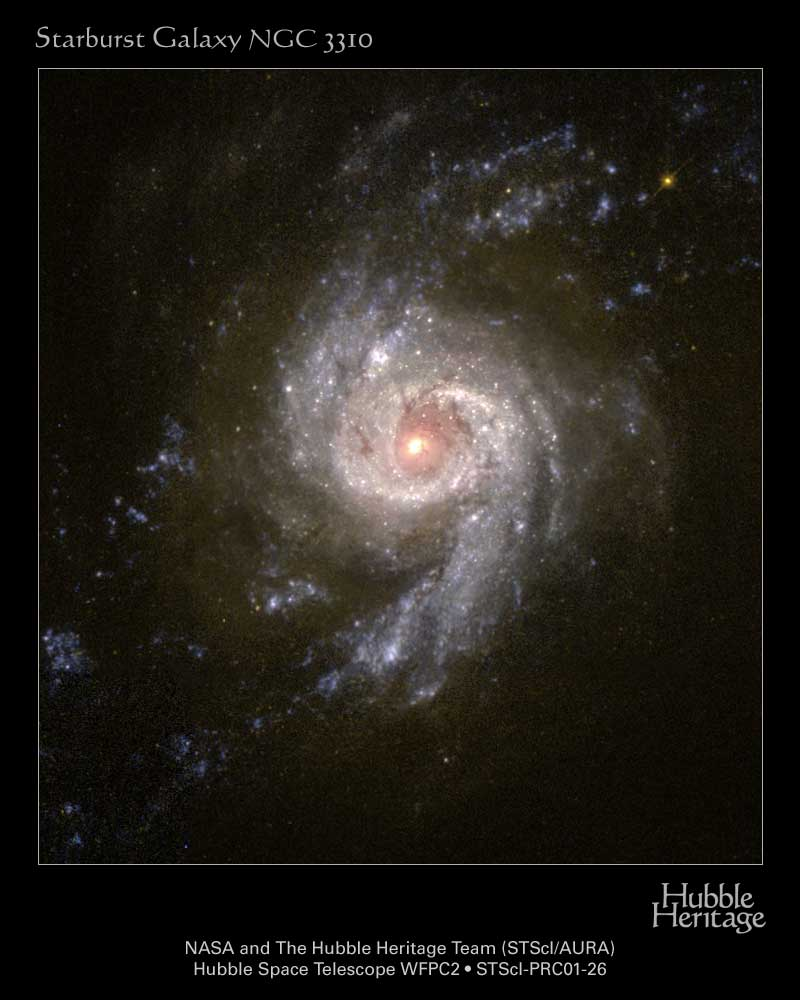 Starburst Galaxy NGC 3310
Hubble
Heritage
NASA and The Hubble Heritage Team (STScI/AURA)
Hubble Space Telescope WFPC2 • STScI-PRC01-26